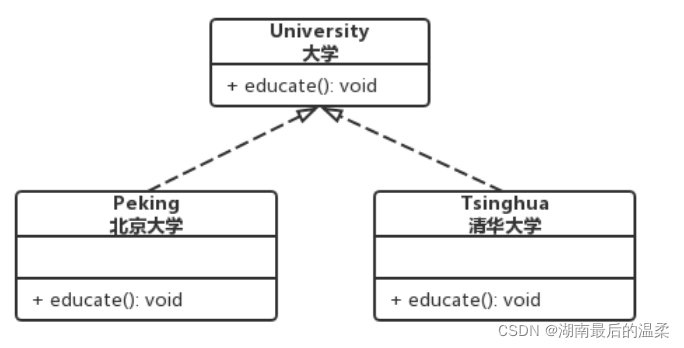 University
大学
+ educate(): void
Peking
北京大学
+ educate(): void
Tsinghua
清华大学
+ educate(): void
CSDN @湖南最后的温柔